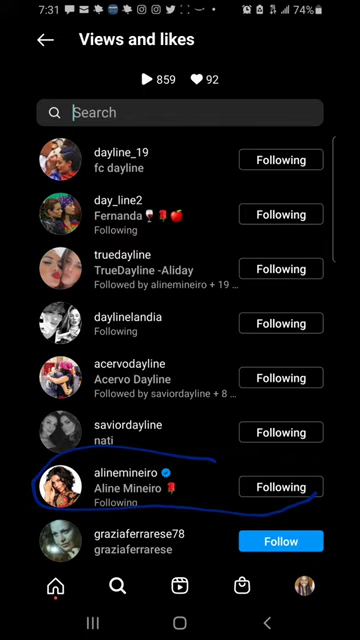 7:31
74%
Views and likes
859 92
Search
dayline_19
fc dayline
Following
day_line2
Fernanda🍷🌹🍎
Following
Following
truedayline
TrueDayline -Aliday
Followed by alinemineiro + 19 ...
Following
daylinelandia
Following
Following
acervodayline
Acervo Dayline
Followed by saviordayline + 8 ...
Following
saviordayline
nati
Following
alinemineiro
Aline Mineiro 🌹
Following
Following
graziaferrarese78
graziaferrarese
Follow